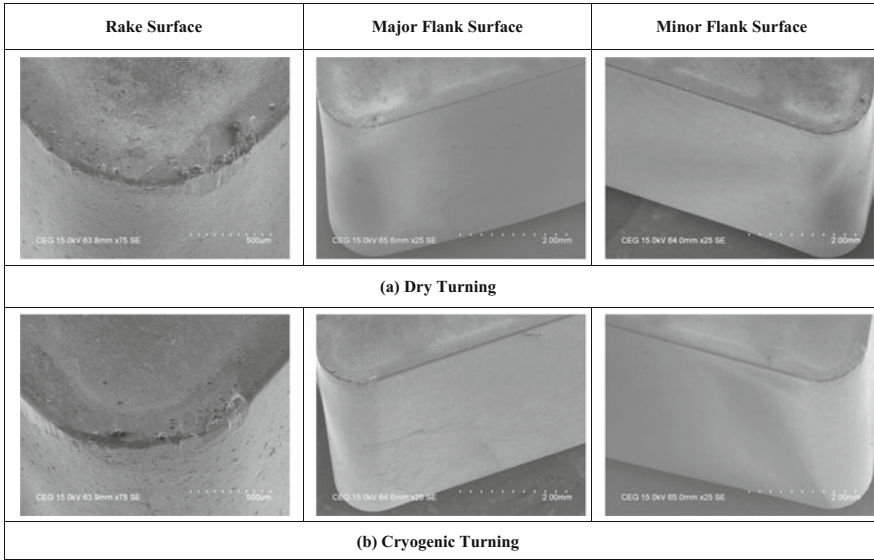 Rake Surface
Major Flank Surface
Minor Flank Surface
CEG 15.0kV 63.8mm x75 SE 500um
CEG 15.0kV 65.6mm x25 SE 2.00mm
CEG 15.0kV 64.0mm x25 SE 2.00mm
(a) Dry Turning
CEG 15.0kV 63.9mm x75 SE 500um
CEG 15.0kV 64.6mm x25 SE 2.00mm
CEG 15.0kV 65.0mm x25 SE 2.00mm
(b) Cryogenic Turning